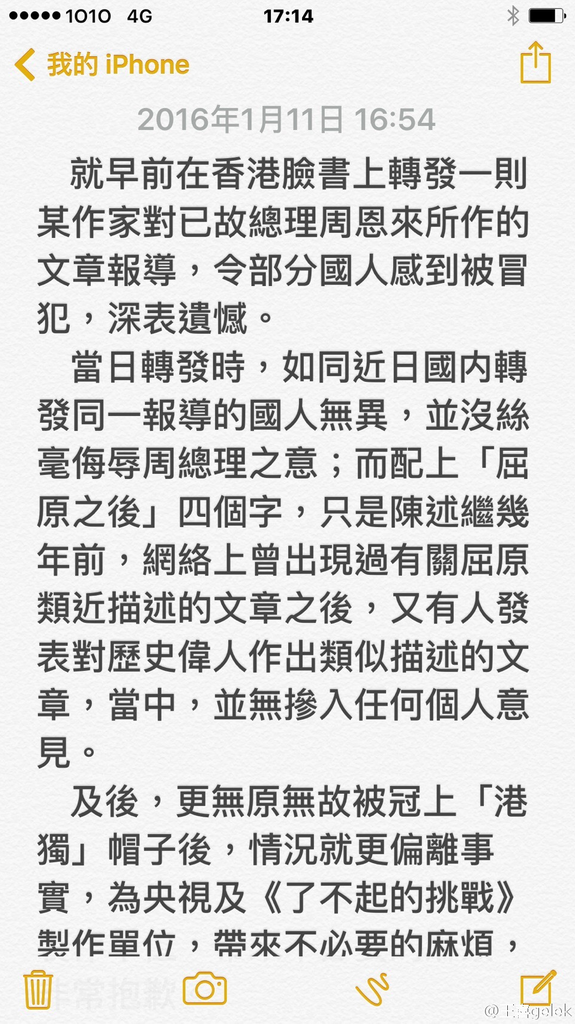 1O1O 4G 17:14
我的 iPhone
2016年1月11日 16:54
就早前在香港臉書上轉發一則
某作家對已故總理周恩來所作的
文章報導，令部分國人感到被冒
犯，深表遺憾。
當日轉發時，如同近日國内轉
發同一報導的國人無異，並沒絲
毫侮辱周總理之意；而配上「屈
原之後」四個字，只是陳述繼幾
年前，網絡上曾出現過有關屈原
類近描述的文章之後，又有人發
表對歷史偉人作出類似描述的文
章，當中，並無摻入任何個人意
見。
及後，更無原無故被冠上「港
獨」帽子後，情況就更偏離事
實，為央視及《了不起的挑戰》
製作單位，帶來不必要的麻煩，
非常抱歉